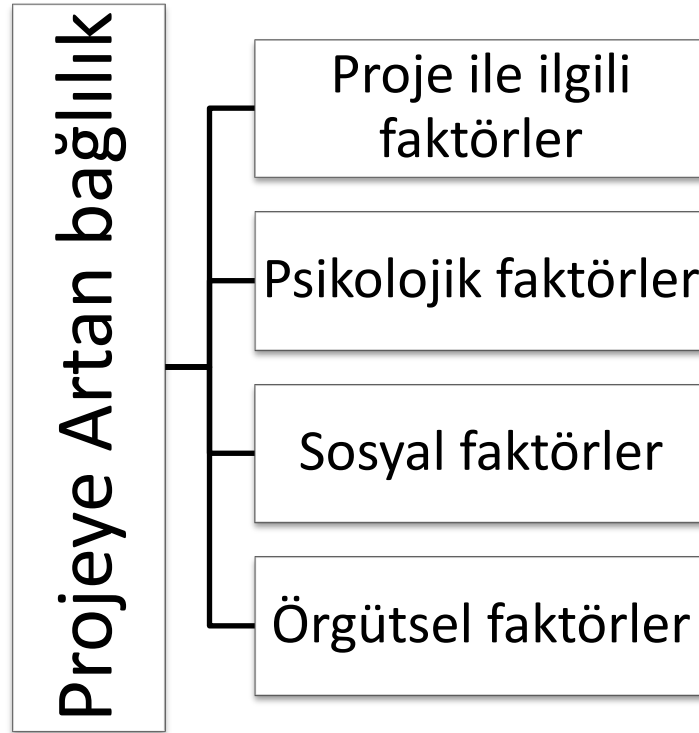 Projeye Artan bağlılık
Proje ile ilgili
faktörler
Psikolojik faktörler
Sosyal faktörler
Örgütsel faktörler